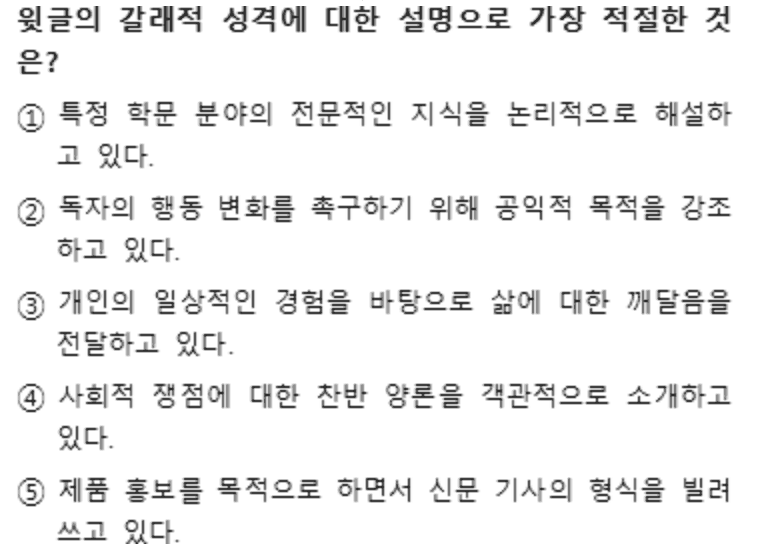 윗글의 갈래적 성격에 대한 설명으로 가장 적절한 것
은?
① 특정 학문 분야의 전문적인 지식을 논리적으로 해설하
고 있다.
② 독자의 행동 변화를 촉구하기 위해 공익적 목적을 강조
하고 있다.
③ 개인의 일상적인 경험을 바탕으로 삶에 대한 깨달음을
전달하고 있다.
④ 사회적 쟁점에 대한 찬반 양론을 객관적으로 소개하고
있다.
⑤ 제품 홍보를 목적으로 하면서 신문 기사의 형식을 빌려
쓰고 있다.